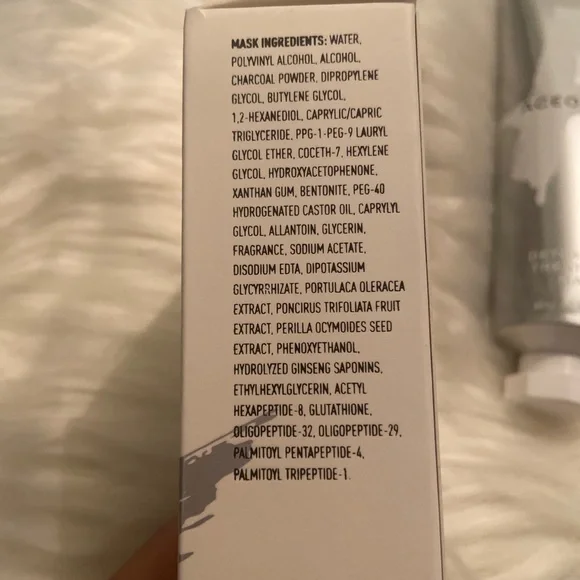 MASK INGREDIENTS: WATER,
POLYVINYL ALCOHOL, ALCOHOL,
CHARCOAL POWDER, DIPROPYLENE
GLYCOL, BUTYLENE GLYCOL,
1,2-HEXANEDIOL, CAPRYLIC/CAPRIC
TRIGLYCERIDE, PPG-1-PEG-9 LAURYL
GLYCOL ETHER, COCETH-7, HEXYLENE
GLYCOL, HYDROXYACETOPHENONE,
XANTHAN GUM, BENTONITE, PEG-40
HYDROGENATED CASTOR OIL, CAPRYLYL
GLYCOL, ALLANTOIN, GLYCERIN,
FRAGRANCE, SODIUM ACETATE,
DISODIUM EDTA, DIPOTASSIUM
GLYCYRRHIZATE, PORTULACA OLERACEA
EXTRACT, PONCIRUS TRIFOLIATA FRUIT
EXTRACT, PERILLA OCYMOIDES SEED
EXTRACT, PHENOXYETHANOL,
HYDROLYZED GINSENG SAPONINS,
ETHYLHEXYLGLYCERIN, ACETYL
HEXAPEPTIDE-8, GLUTATHIONE,
OLIGOPEPTIDE-32, OLIGOPEPTIDE-29,
PALMITOYL PENTAPEPTIDE-4,
PALMITOYL TRIPEPTIDE-1.